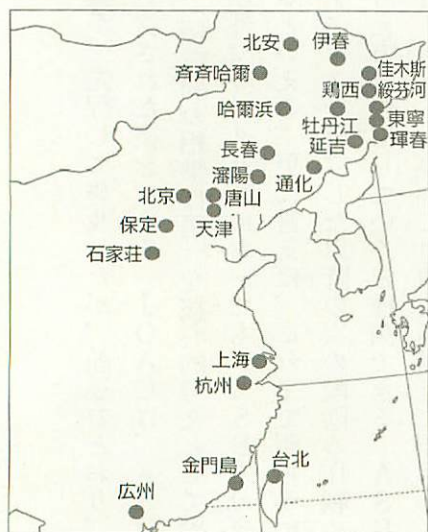 北安
伊春
斉斉哈爾
佳木斯
鶏西
綏芬河
哈爾浜
東寧
牡丹江
琿春
延吉
長春
瀋陽
通化
北京
唐山
天津
保定
石家荘
上海
杭州
金門島
台北
広州